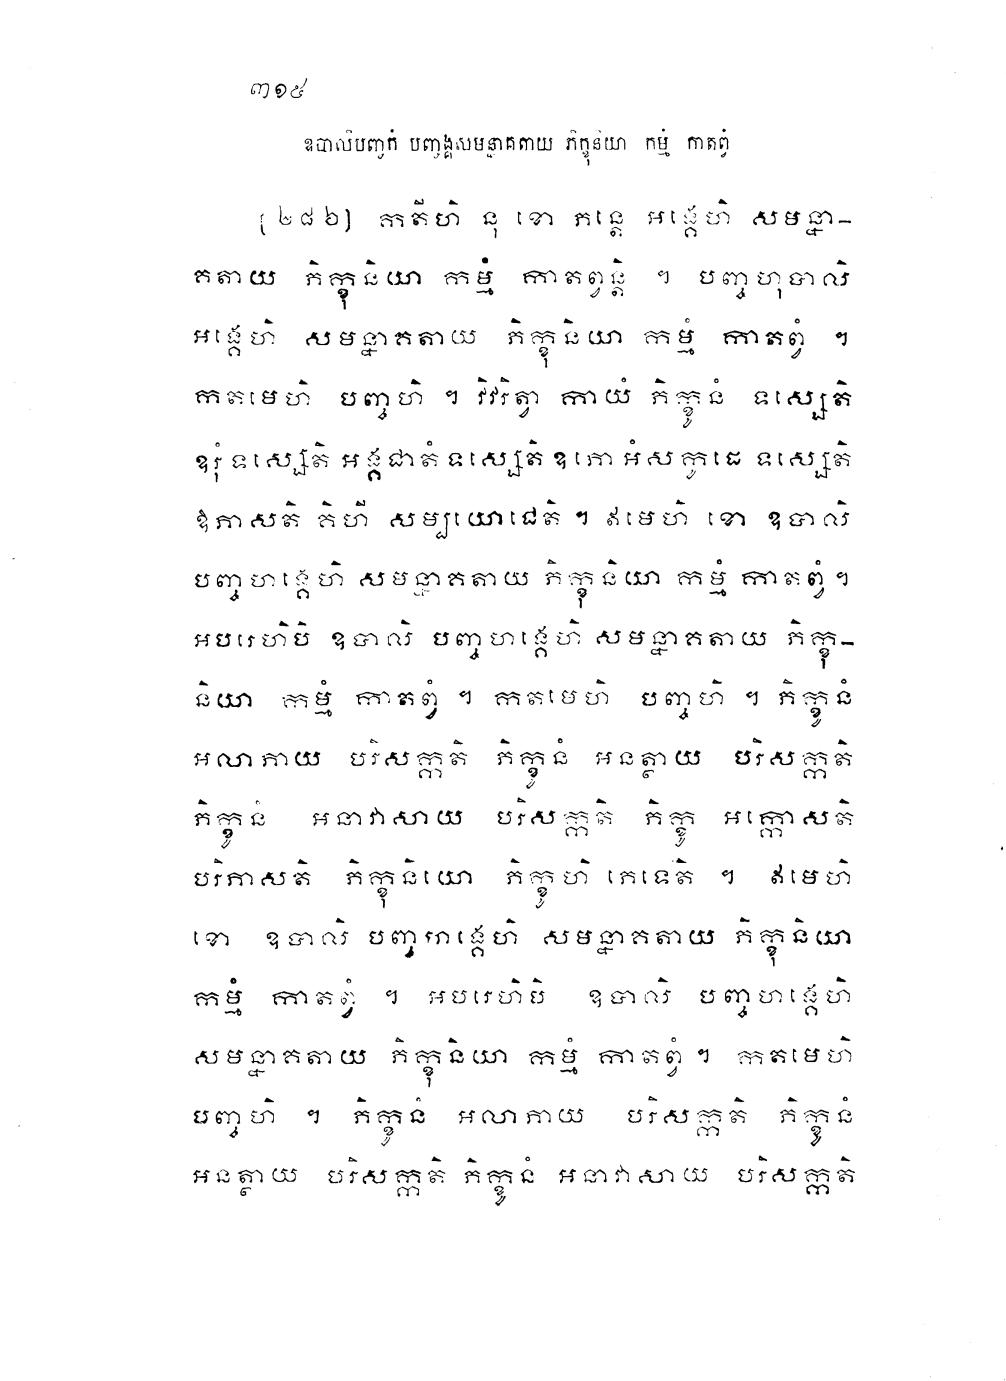 ៣១៥
ឧបាលិបញ្ចកំ បញ្ចង្គសមន្នាគតាយ ភិក្ខុនិយា កម្មំ កាតព្វំ
[២៨៦] កតីហិ នុ ខោ ភន្តេ អង្គេហិ សមន្នា-
គតាយ ភិក្ខុនិយា កម្មំ កាតព្វន្តិ ។ បញ្ចហុបាលិ
អង្គេហិ សមន្នាគតាយ ភិក្ខុនិយា កម្មំ កាតព្វំ ។
កតមេហិ បញ្ចហិ ។ វិវរិត្វា កាយំ ភិក្ខូនំ ទស្សេតិ
ឧរុំ ទស្សេតិ អង្គជាតំ ទស្សេតិ ឧភោ អំសកូដេ ទស្សេតិ
ឱភាសតិ គិហី សម្បយោជេតិ ។ ឥមេហិ ខោ ឧបាលិ
បញ្ចហង្គេហិ សមន្នាគតាយ ភិក្ខុនិយា កម្មំ កាតព្វំ ។
អបរេហិបិ ឧបាលិ បញ្ចហង្គេហិ សមន្នាគតាយ ភិក្ខុ-
និយា កម្មំ កាតព្វំ ។ កតមេហិ បញ្ចហិ ។ ភិក្ខូនំ
អលាភាយ បរិសក្កតិ ភិក្ខូនំ អនត្ថាយ បរិសក្កតិ
ភិក្ខូនំ អនាវាសាយ បរិសក្កតិ ភិក្ខូ អក្កោសតិ
បរិភាសតិ ភិក្ខុនិយោ ភិក្ខូហិ ភេទេតិ ។ ឥមេហិ
ខោ ឧបាលិ បញ្ចហង្គេហិ សមន្នាគតាយ ភិក្ខុនិយា
កម្មំ កាតព្វំ ។ អបរេហិបិ ឧបាលិ បញ្ចហង្គេហិ
សមន្នាគតាយ ភិក្ខុនិយា កម្មំ កាតព្វំ ។ កតមេហិ
បញ្ចហិ ។ ភិក្ខូនំ អលាភាយ បរិសក្កតិ ភិក្ខូនំ
អនត្ថាយ បរិសក្កតិ ភិក្ខូនំ អនាវាសាយ បរិសក្កតិ